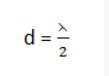 d = λ/2